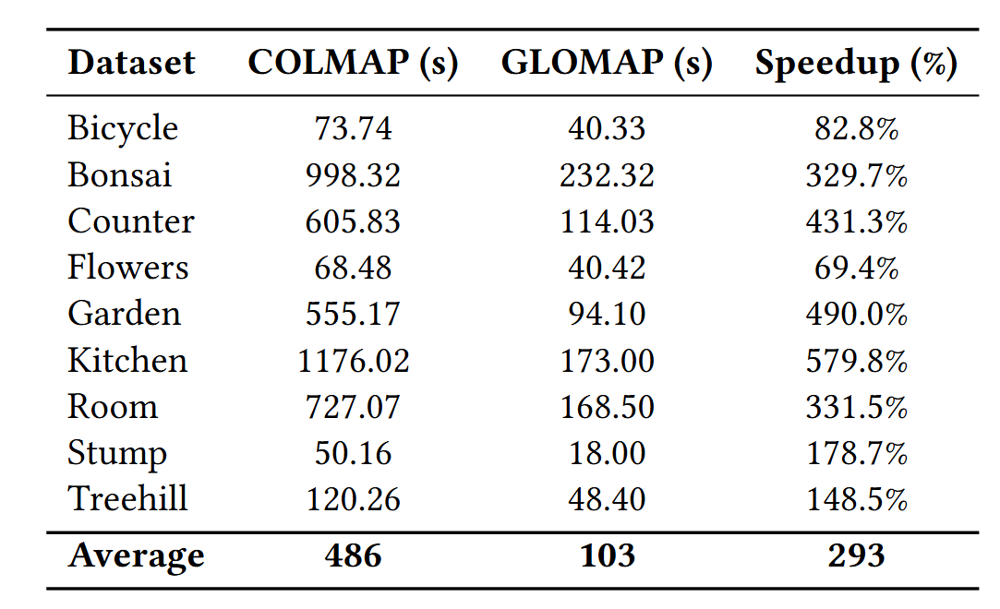 Dataset COLMAP (s) GLOMAP (s) Speedup (%)
Bicycle 73.74 40.33 82.8%
Bonsai 998.32 232.32 329.7%
Counter 605.83 114.03 431.3%
Flowers 68.48 40.42 69.4%
Garden 555.17 94.10 490.0%
Kitchen 1176.02 173.00 579.8%
Room 727.07 168.50 331.5%
Stump 50.16 18.00 178.7%
Treehill 120.26 48.40 148.5%
Average 486 103 293